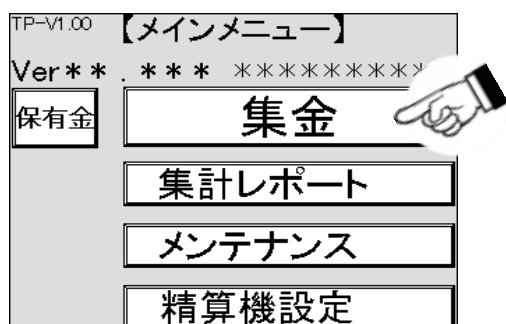 TP-V1.00 【メインメニュー】
Ver**.*** *********
保有金 集金
集計レポート
メンテナンス
精算機設定